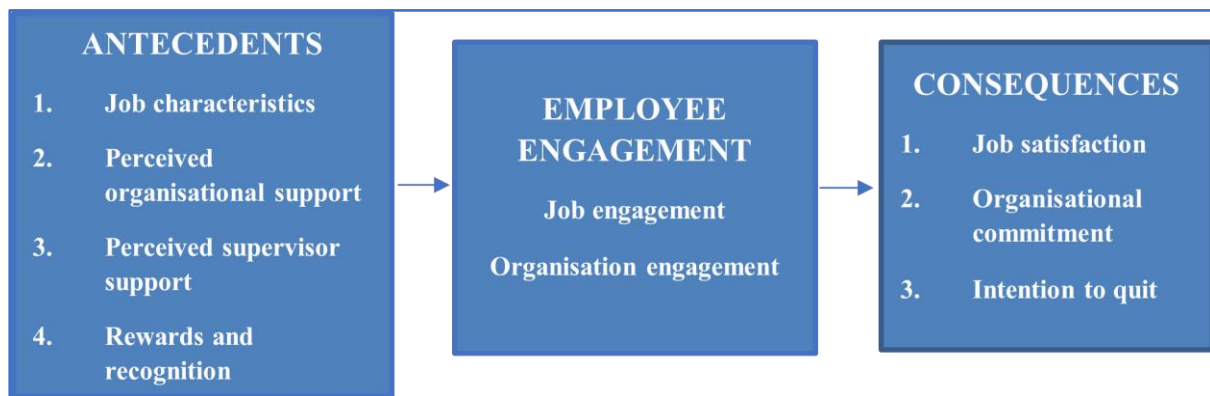 ANTECEDENTS
1. Job characteristics
2. Perceived
organisational support
3. Perceived supervisor
support
4. Rewards and
recognition
EMPLOYEE
ENGAGEMENT
Job engagement
Organisation engagement
CONSEQUENCES
1. Job satisfaction
2. Organisational
commitment
3. Intention to quit